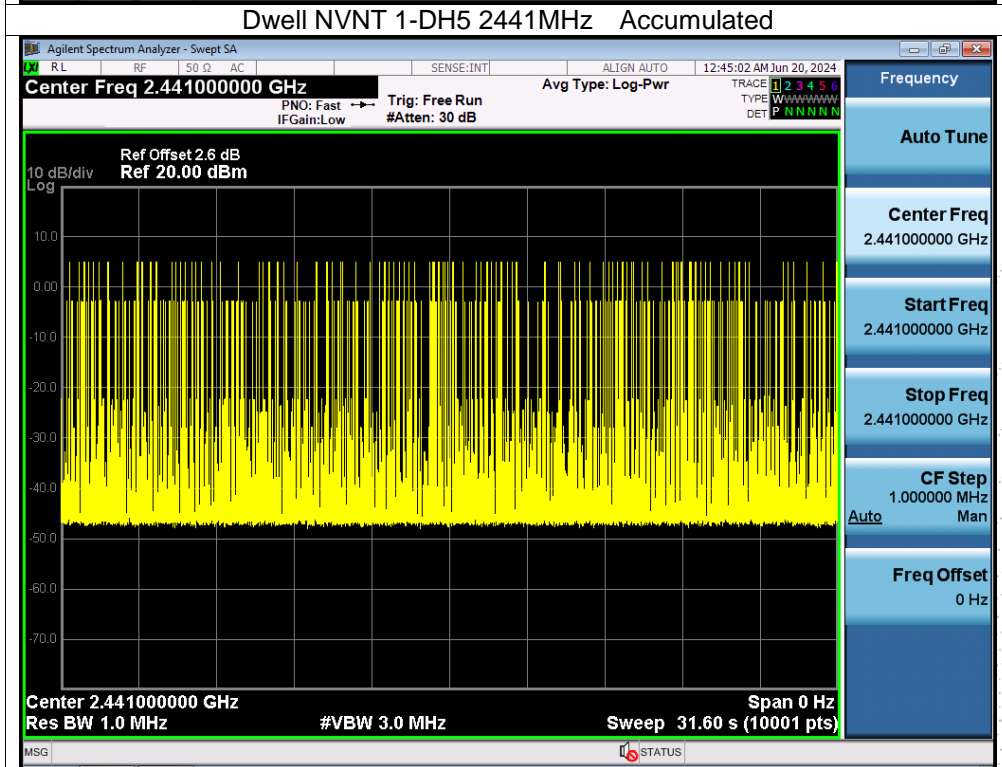 Dwell NVNT 1-DH5 2441MHz Accumulated
Agilent Spectrum Analyzer - Swept SA
LXI RL RF 50 Ω AC SENSE:INT ALIGN AUTO 12:45:02 AM Jun 20, 2024
Center Freq 2.441000000 GHz
PNO: Fast
IFGain:Low
Trig: Free Run
#Atten: 30 dB
Avg Type: Log-Pwr
TRACE 1 2 3 4 5 6
TYPE WWWWWWW
DET P N N N N N
Ref Offset 2.6 dB
10 dB/div Ref 20.00 dBm
Log
10.0
0.00
-10.0
-20.0
-30.0
-40.0
-50.0
-60.0
-70.0
Center 2.441000000 GHz Span 0 Hz
Res BW 1.0 MHz #VBW 3.0 MHz Sweep 31.60 s (10001 pts)
MSG STATUS
Frequency
Auto Tune
Center Freq
2.441000000 GHz
Start Freq
2.441000000 GHz
Stop Freq
2.441000000 GHz
CF Step
1.000000 MHz
Auto Man
Freq Offset
0 Hz